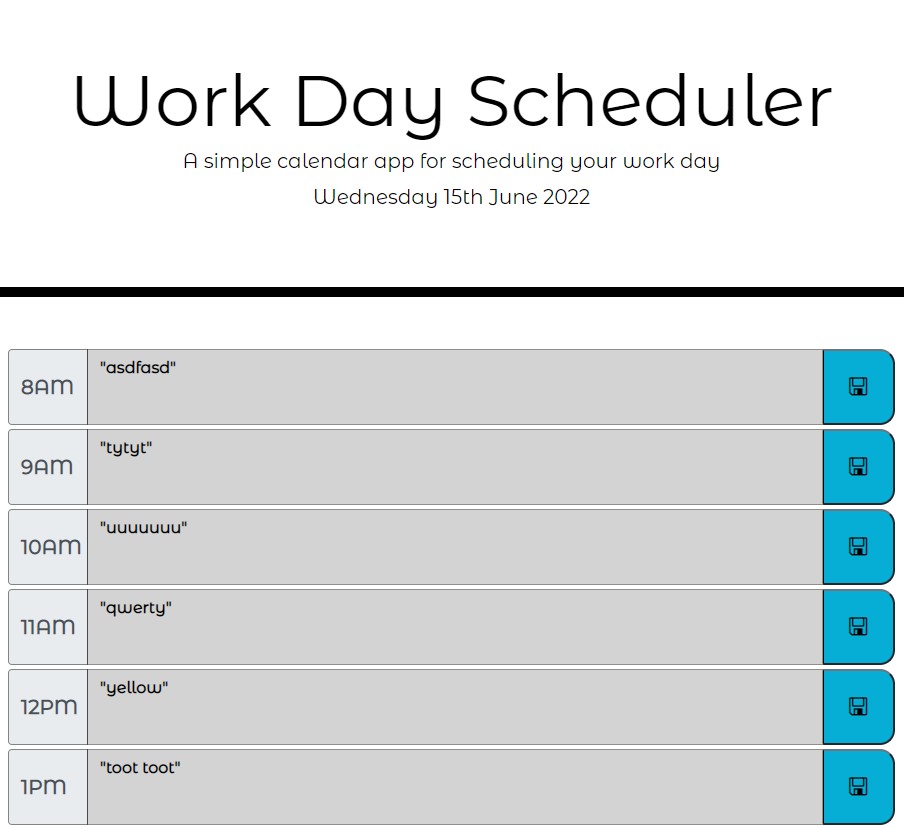 Work Day Scheduler
A simple calendar app for scheduling your work day
Wednesday 15th June 2022
8AM "asdfasd"
9AM "tytyt"
10AM "uuuuuuu"
11AM "qwerty"
12PM "yellow"
1PM "toot toot"